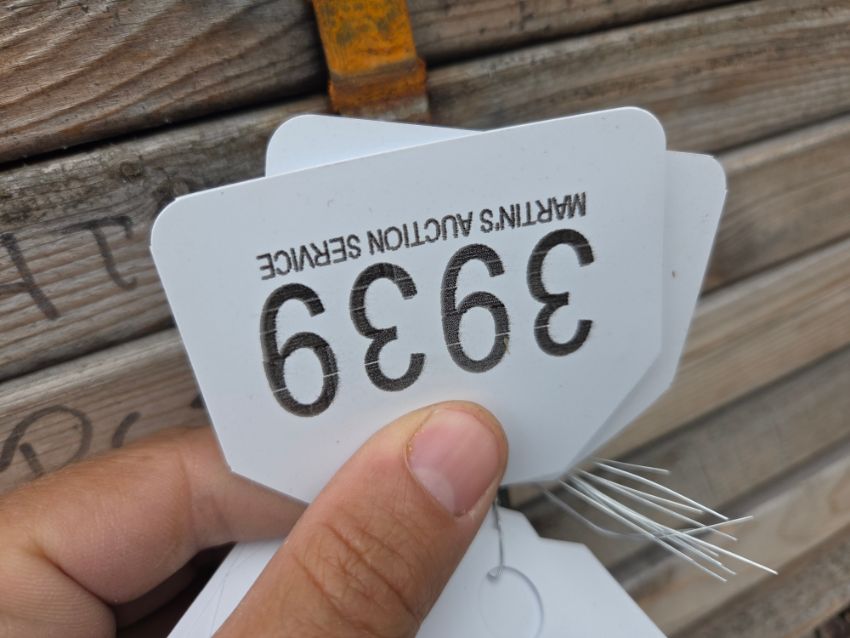 3939
MARTIN'S AUCTION SERVICE